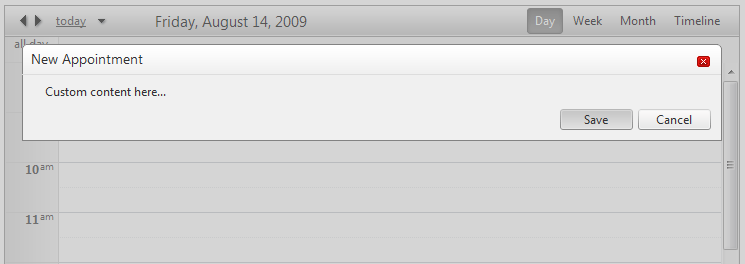 today Friday, August 14, 2009 Day Week Month Timeline
all day
New Appointment
Custom content here...
Save Cancel
10am
11am